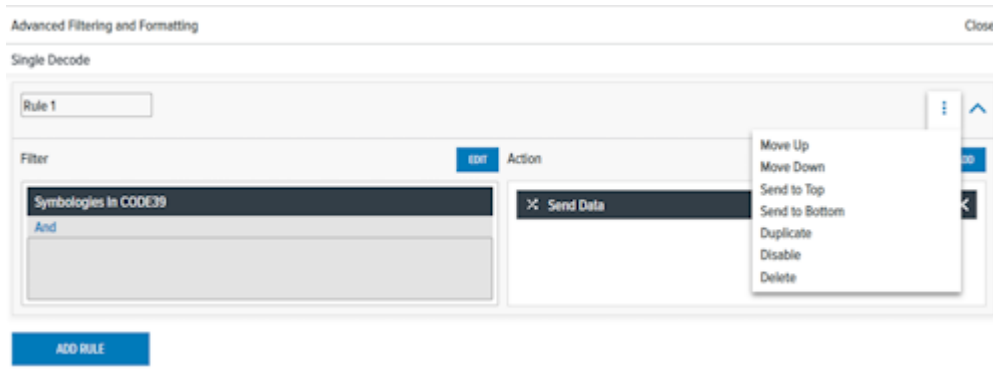 Advanced Filtering and Formatting Close
Single Decode
Rule 1
Filter EDIT Action
Move Up
Move Down
Send to Top
Send to Bottom
Duplicate
Disable
Delete
Symbologies In CODE39
Send Data
And
ADD RULE